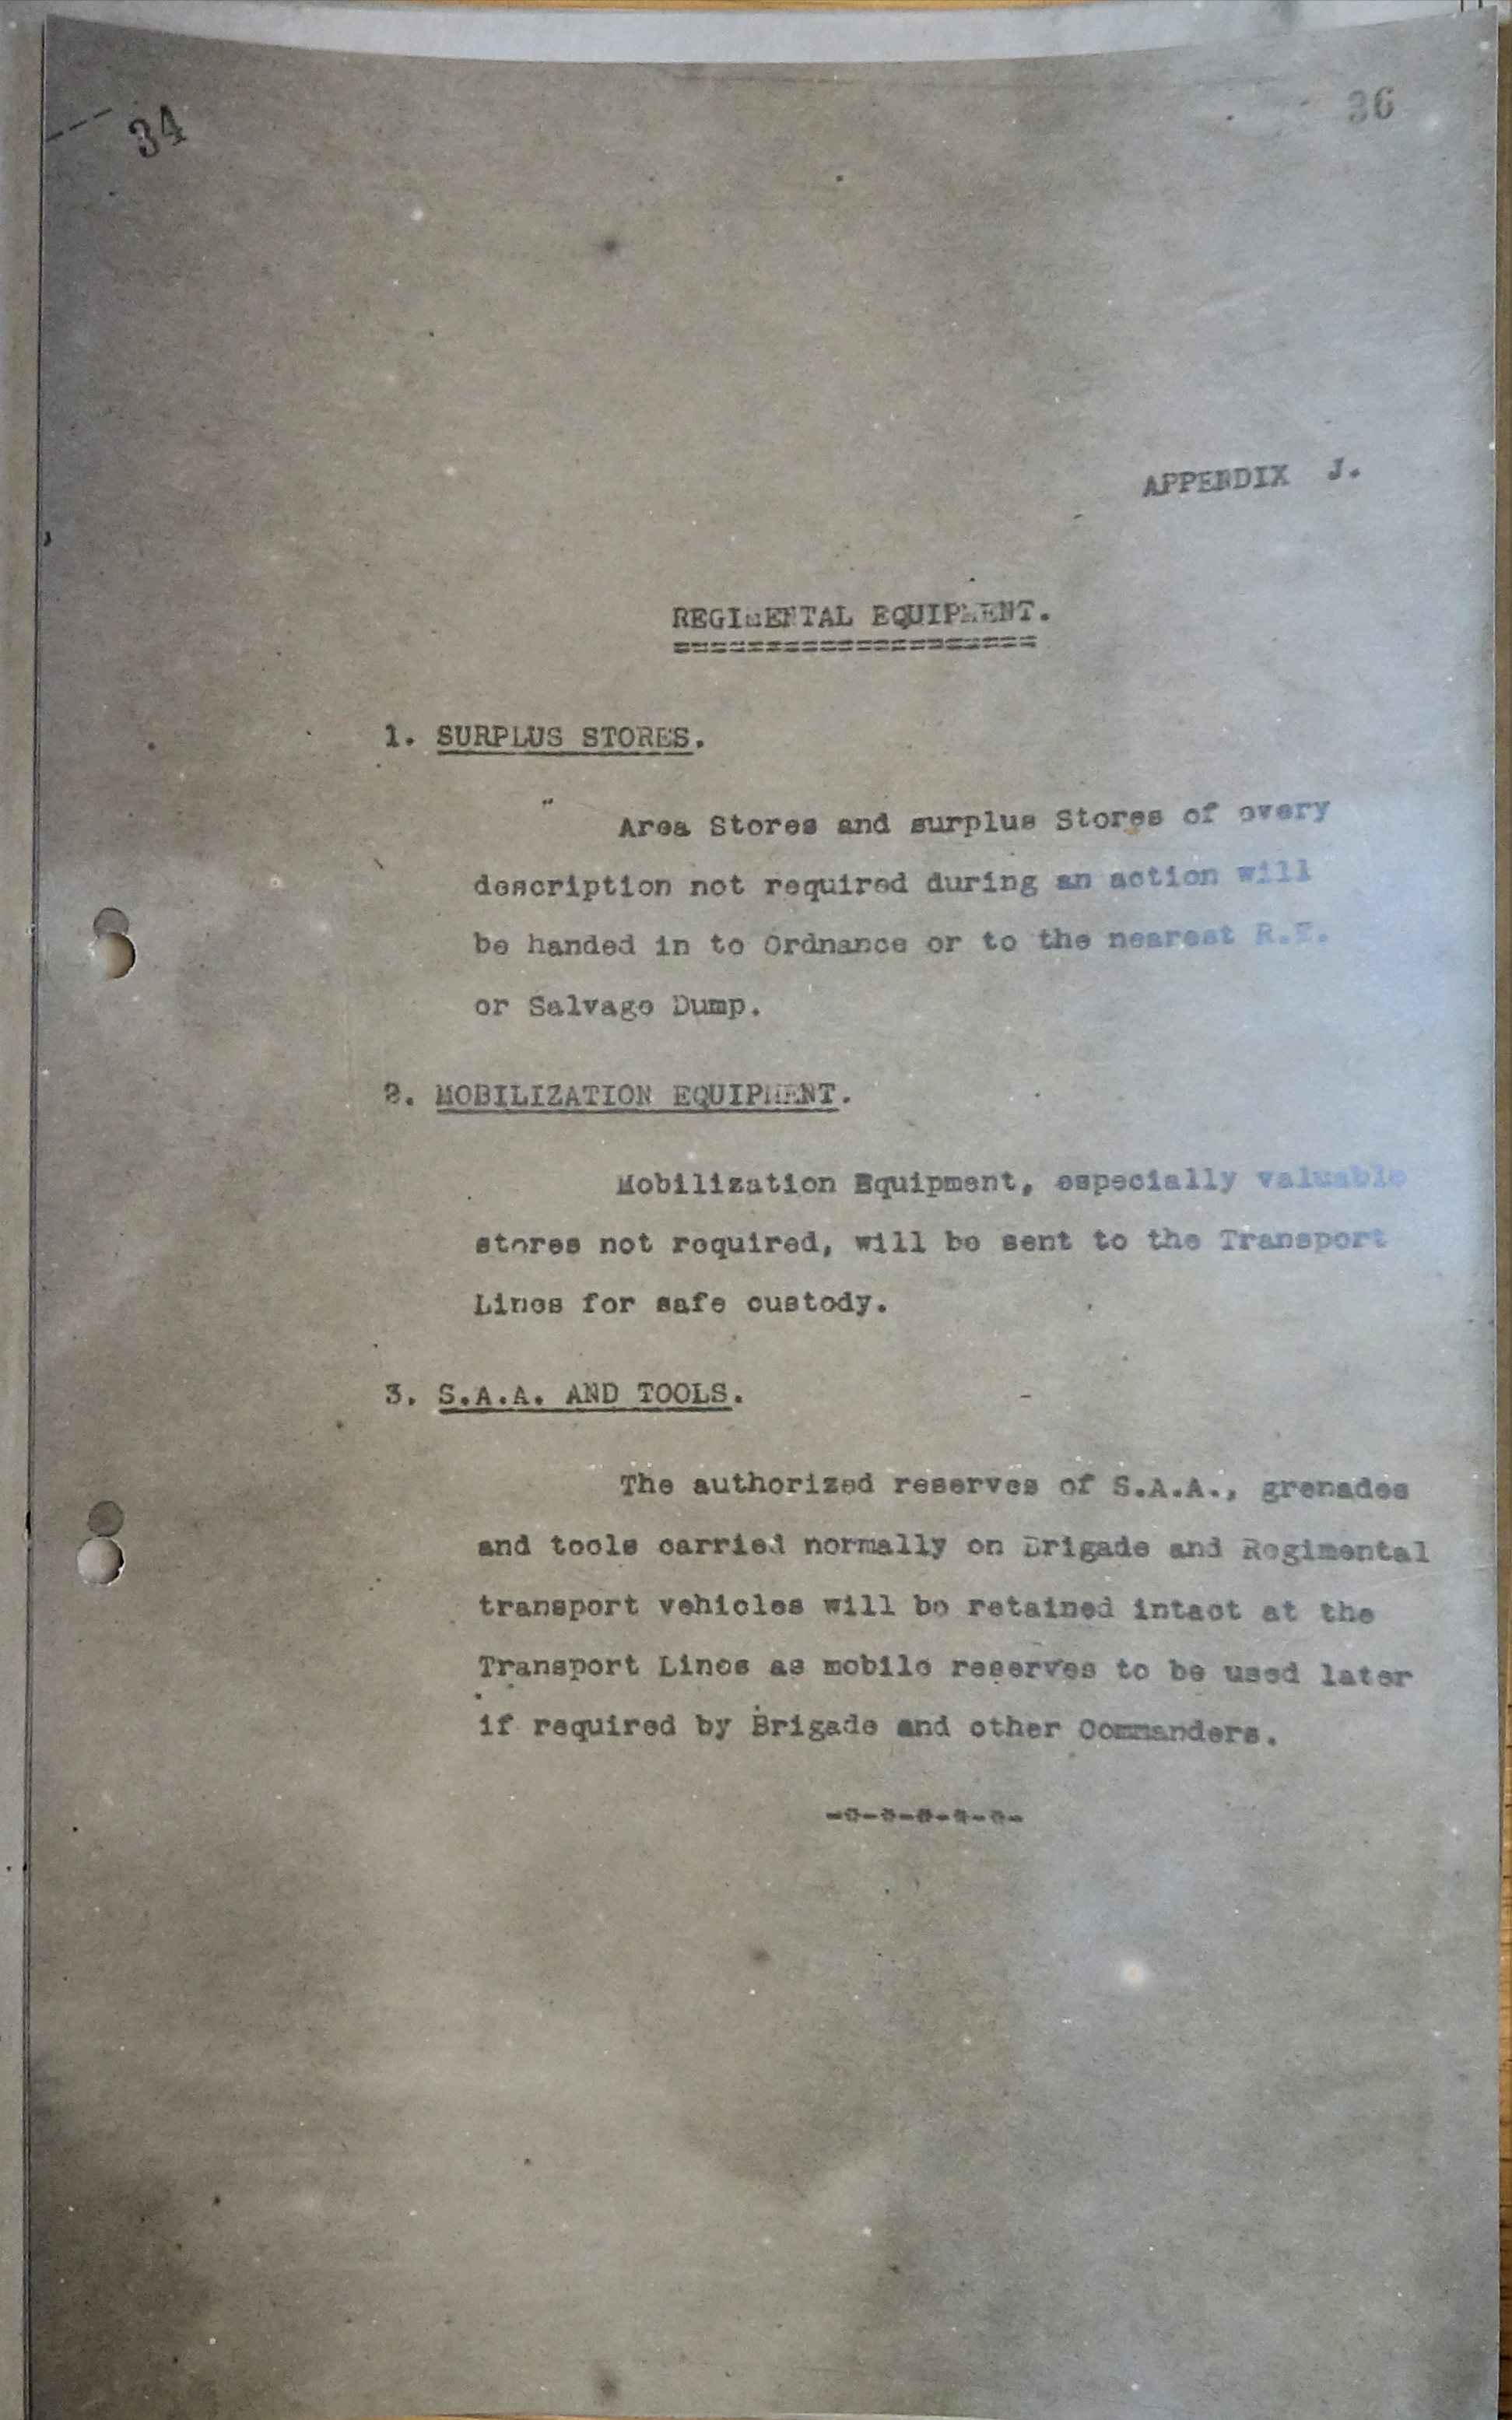 34
36
APPENDIX J.
REGIMENTAL EQUIPMENT.
====================
1. SURPLUS STORES.
Area Stores and surplus Stores of every
description not required during an action will
be handed in to Ordnance or to the nearest R.E.
or Salvage Dump.
2. MOBILIZATION EQUIPMENT.
Mobilization Equipment, especially valuable
stores not required, will be sent to the Transport
Lines for safe custody.
3. S.A.A. AND TOOLS.
The authorized reserves of S.A.A., grenades
and tools carried normally on Brigade and Regimental
transport vehicles will be retained intact at the
Transport Lines as mobile reserves to be used later
if required by Brigade and other Commanders.